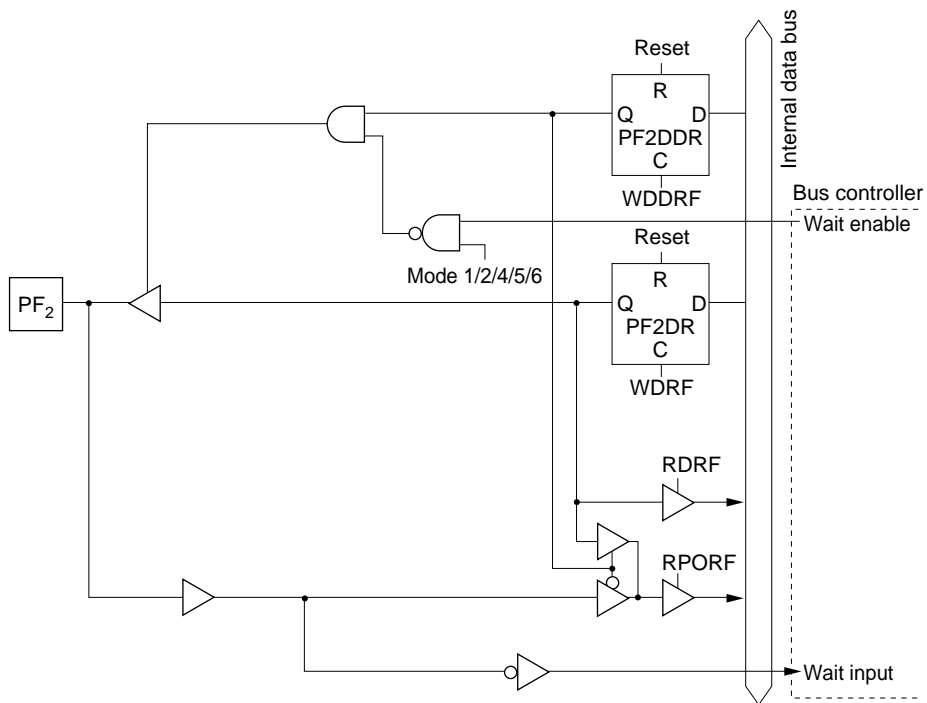 Internal data bus
Reset
R
Q D
PF2DDR
C
WDDRF
Bus controller
Wait enable
Reset
Mode 1/2/4/5/6
R
PF2
Q D
PF2DR
C
WDRF
RDRF
RPORF
Wait input